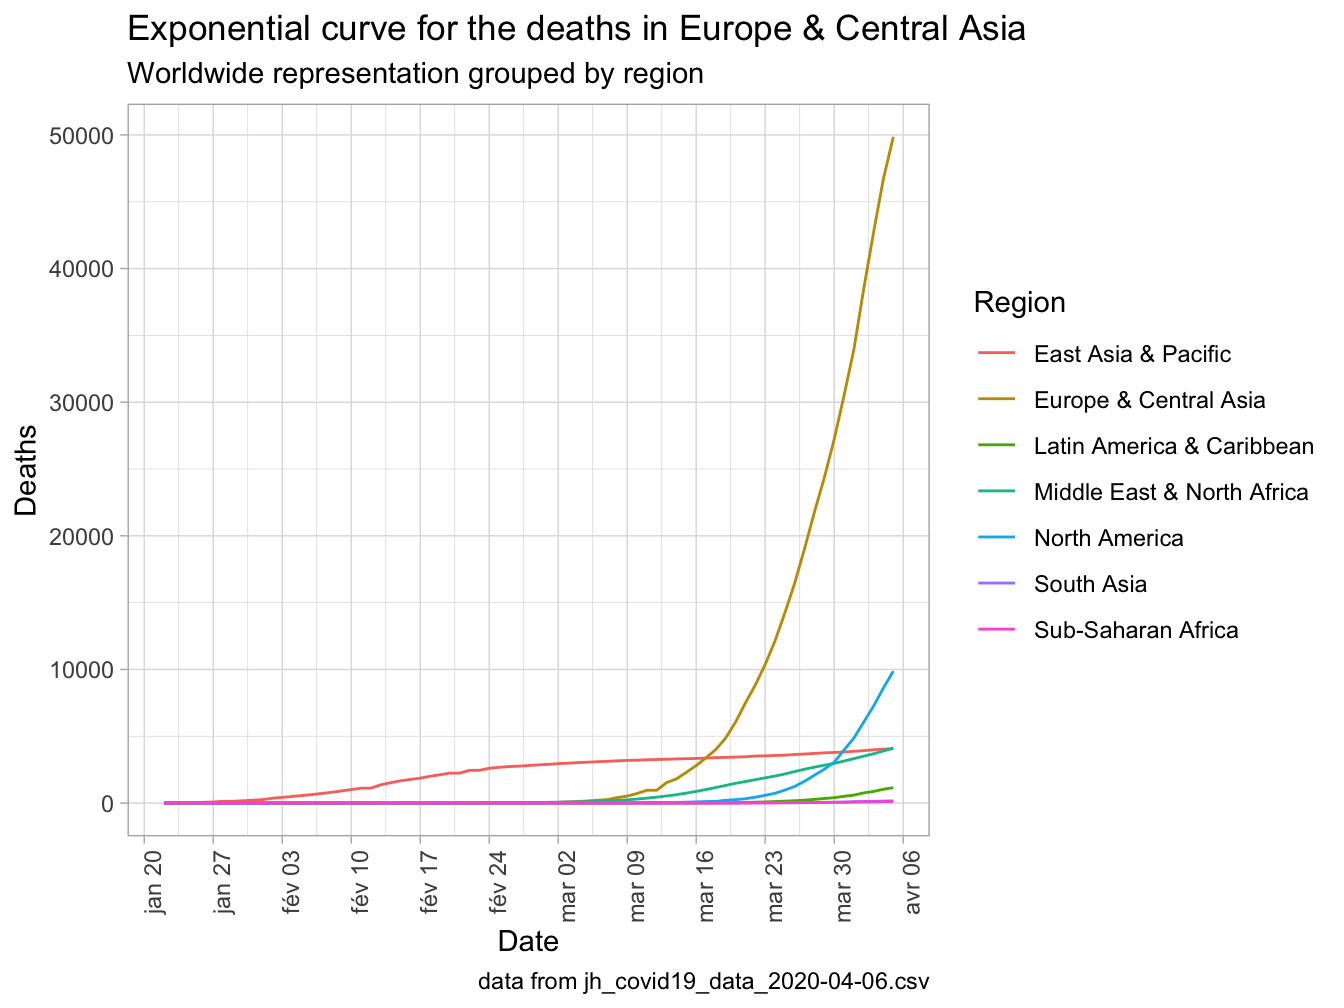 Exponential curve for the deaths in Europe & Central Asia
Worldwide representation grouped by region
50000
40000
30000
20000
10000
0
Deaths
jan 20
jan 27
fév 03
fév 10
fév 17
fév 24
mar 02
mar 09
mar 16
mar 23
mar 30
avr 06
Date
Region
East Asia & Pacific
Europe & Central Asia
Latin America & Caribbean
Middle East & North Africa
North America
South Asia
Sub-Saharan Africa
data from jh_covid19_data_2020-04-06.csv